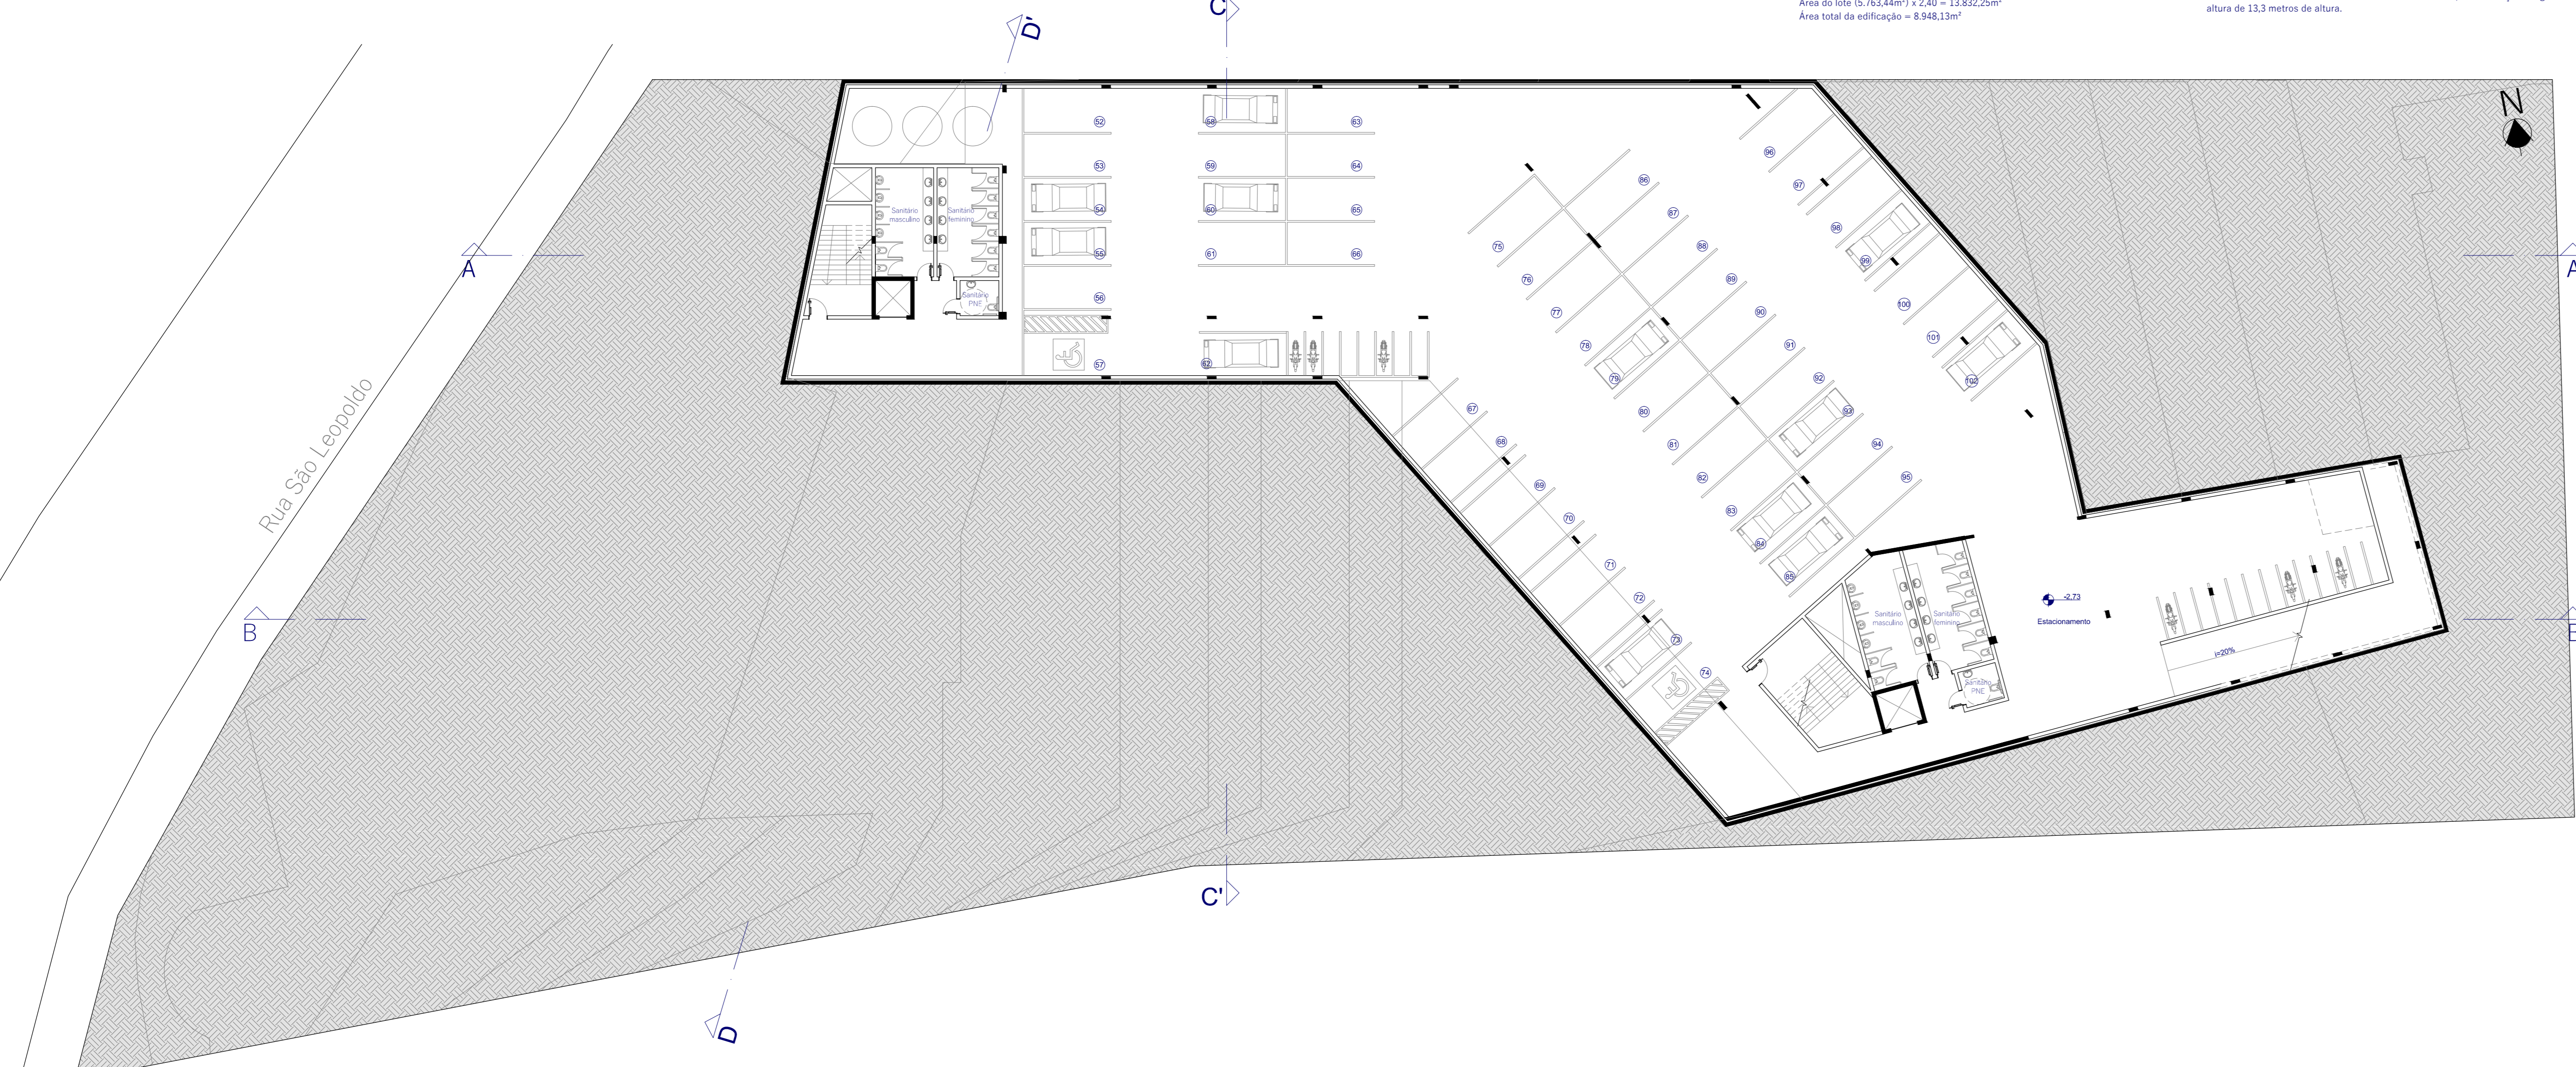 Área do lote (5.763,44m²) x 2,40 = 13.832,25m²
Área total da edificação = 8.948,13m²
altura de 13,3 metros de altura.
C
D'
N
52
68
63
96
53
59
64
97
86
54
60
65
87
98
Sanitário
masculino
Sanitário
feminino
75
88
55
61
66
99
A
A
76
89
Sanitário
PNE
56
100
77
90
101
57
62
78
91
79
92
102
67
80
93
Rua São Leopoldo
68
81
94
69
82
95
70
83
84
71
85
72
-2.73
Estacionamento
Sanitário
masculino
Sanitário
feminino
B
73
i=20%
74
Sanitário
PNE
C'
D